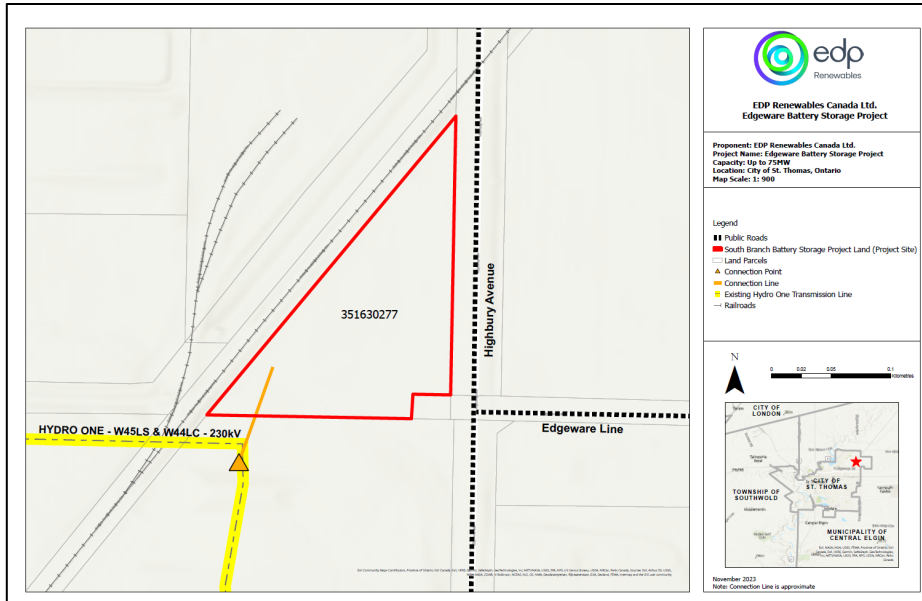 351630277
Highbury Avenue
Edgeware Line
HYDRO ONE - W45LS & W44LC - 230kV
edp
Renewables
EDP Renewables Canada Ltd.
Edgeware Battery Storage Project
Proponent: EDP Renewables Canada Ltd.
Project Name: Edgeware Battery Storage Project
Capacity: Up to 75MW
Location: City of St. Thomas, Ontario
Map Scale: 1: 900
Legend
Public Roads
South Branch Battery Storage Project Land (Project Site)
Land Parcels
Connection Point
Connection Line
Existing Hydro One Transmission Line
Railroads
N
0 0.02 0.05 0.1
Kilometres
CITY OF
LONDON
CITY OF
ST. THOMAS
TOWNSHIP OF
SOUTHWOLD
MUNICIPALITY OF
CENTRAL ELGIN
November 2023
Note: Connection Line is approximate